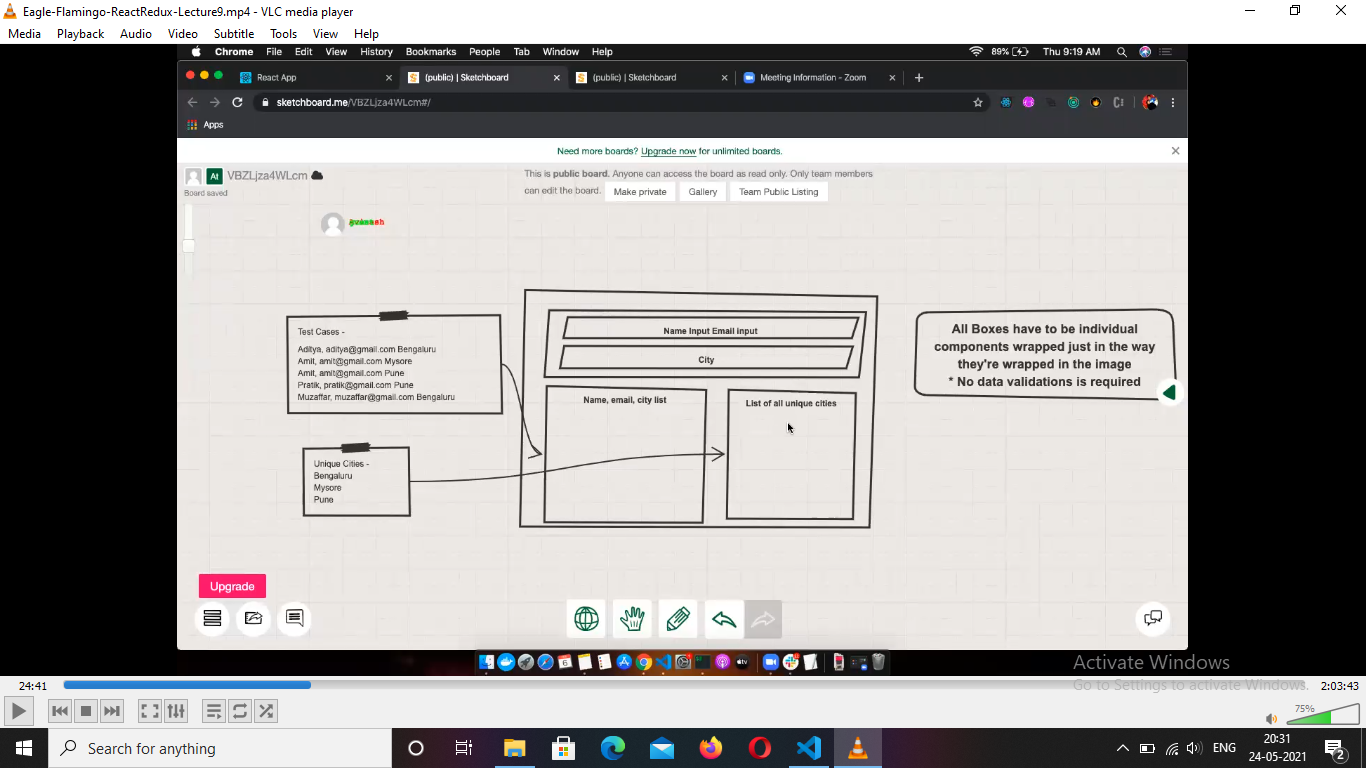 Eagle-Flamingo-ReactRedux-Lecture9.mp4 - VLC media player
Media Playback Audio Video Subtitle Tools View Help
Chrome File Edit View History Bookmarks People Tab Window Help 89% Thu 9:19 AM
React App (public) | Sketchboard (public) | Sketchboard Meeting Information - Zoom
sketchboard.me/VBZLjza4WLcm#/
Apps
Need more boards? Upgrade now for unlimited boards.
At VBZLjza4WLcm
Board saved
This is public board. Anyone can access the board as read only. Only team members
can edit the board. Make private Gallery Team Public Listing
Test Cases -
Aditya, aditya@gmail.com Bengaluru
Amit, amit@gmail.com Mysore
Amit, amit@gmail.com Pune
Pratik, pratik@gmail.com Pune
Muzaffar, muzaffar@gmail.com Bengaluru
Unique Cities -
Bengaluru
Mysore
Pune
Name Input Email input
City
Name, email, city list
List of all unique cities
All Boxes have to be individual
components wrapped just in the way
they're wrapped in the image
* No data validations is required
Upgrade
Activate Windows
Go to Settings to activate Windows.
24:41
2:03:43
75%
Search for anything
ENG
20:31
24-05-2021
2